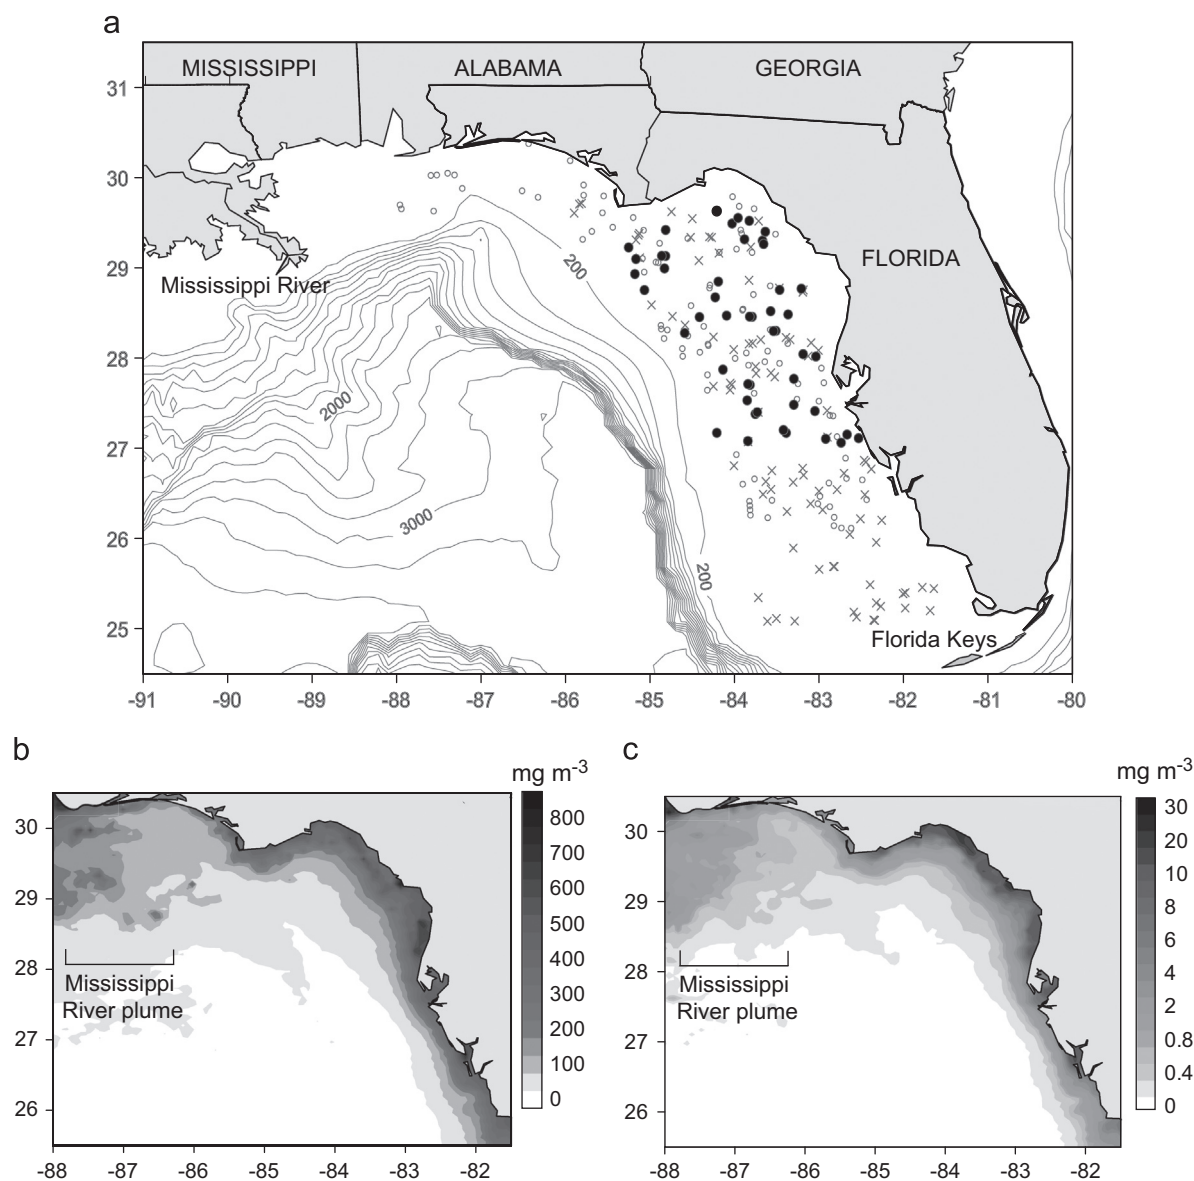 a
MISSISSIPPI
ALABAMA
GEORGIA
31
30
FLORIDA
29
200
Mississippi River
28
2000
27
3000
26
200
25
Florida Keys
-91 -90 -89 -88 -87 -86 -85 -84 -83 -82 -81 -80
b
mg m-3
30
29
28
27
26
Mississippi
River plume
800
700
600
500
400
300
200
100
0
-88 -87 -86 -85 -84 -83 -82
c
mg m-3
30
29
28
27
26
Mississippi
River plume
30
20
10
8
6
4
2
0.8
0.4
0
-88 -87 -86 -85 -84 -83 -82